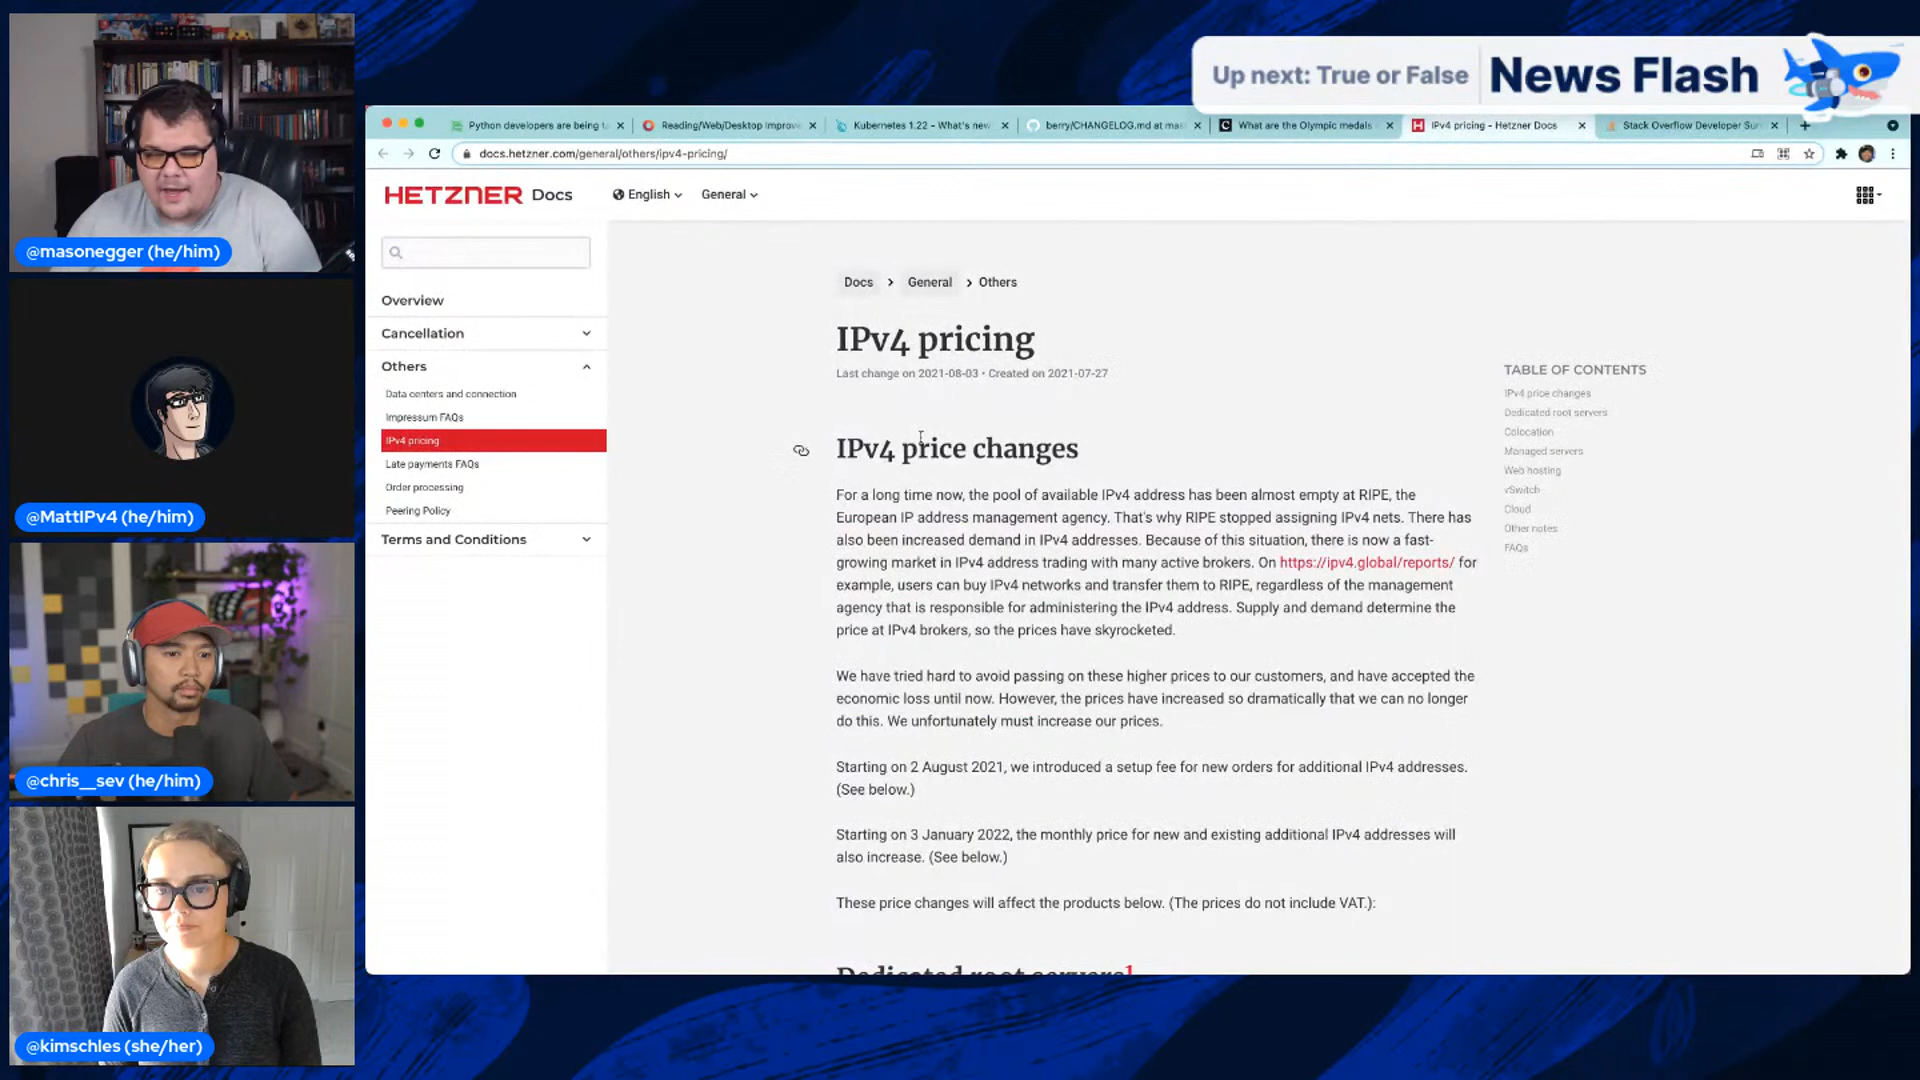 Up next: True or False
News Flash
@masonegger (he/him)
@MattIPv4 (he/him)
@chris__sev (he/him)
@kimschles (she/her)
Python developers are being ta
Reading/Web/Desktop Improve
Kubernetes 1.22 - What's new
berry/CHANGELOG.md at mas
What are the Olympic medals
IPv4 pricing - Hetzner Docs
Stack Overflow Developer Sur
docs.hetzner.com/general/others/ipv4-pricing/
HETZNER Docs
English
General
Overview
Cancellation
Others
Data centers and connection
Impressum FAQs
IPv4 pricing
Late payments FAQs
Order processing
Peering Policy
Terms and Conditions
Docs > General > Others
IPv4 pricing
Last change on 2021-08-03 • Created on 2021-07-27
IPv4 price changes
For a long time now, the pool of available IPv4 address has been almost empty at RIPE, the
European IP address management agency. That's why RIPE stopped assigning IPv4 nets. There has
also been increased demand in IPv4 addresses. Because of this situation, there is now a fast-
growing market in IPv4 address trading with many active brokers. On https://ipv4.global/reports/ for
example, users can buy IPv4 networks and transfer them to RIPE, regardless of the management
agency that is responsible for administering the IPv4 address. Supply and demand determine the
price at IPv4 brokers, so the prices have skyrocketed.
We have tried hard to avoid passing on these higher prices to our customers, and have accepted the
economic loss until now. However, the prices have increased so dramatically that we can no longer
do this. We unfortunately must increase our prices.
Starting on 2 August 2021, we introduced a setup fee for new orders for additional IPv4 addresses.
(See below.)
Starting on 3 January 2022, the monthly price for new and existing additional IPv4 addresses will
also increase. (See below.)
These price changes will affect the products below. (The prices do not include VAT.):
Dedicated root servers1
TABLE OF CONTENTS
IPv4 price changes
Dedicated root servers
Colocation
Managed servers
Web hosting
vSwitch
Cloud
Other notes
FAQs